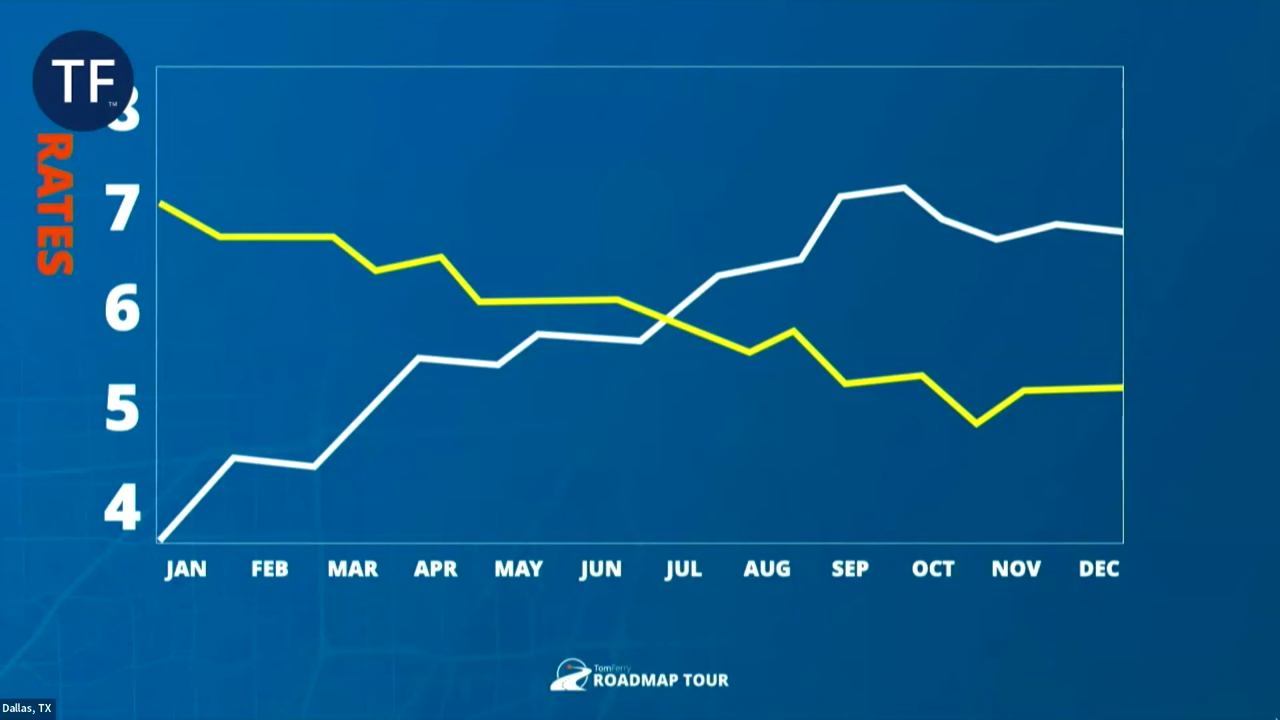 TF
TM
RATES
8
7
6
5
4
JAN FEB MAR APR MAY JUN JUL AUG SEP OCT NOV DEC
TomFerry
ROADMAP TOUR
Dallas, TX